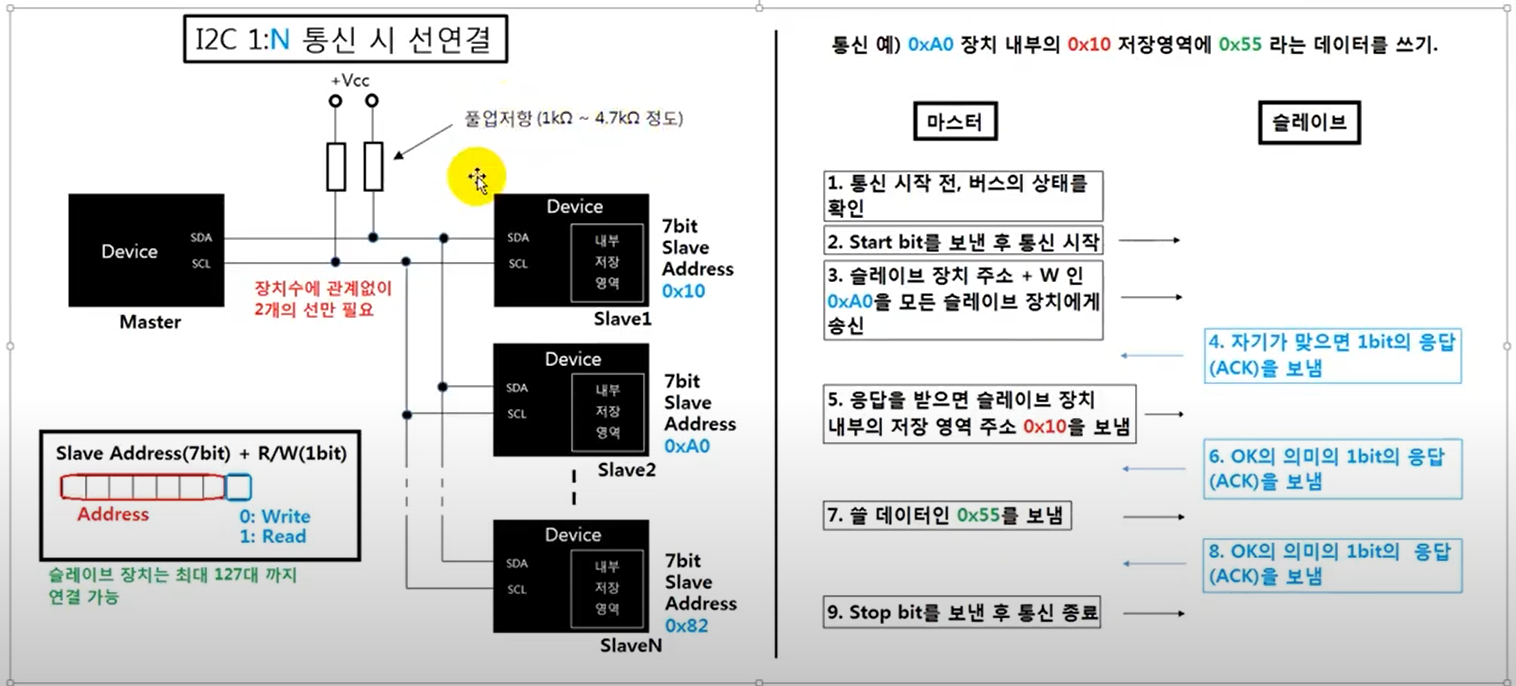 I2C 1:N 통신 시 선연결
+Vcc
풀업저항 (1kΩ ~ 4.7kΩ 정도)
Device
SDA
SCL
Master
장치수에 관계없이
2개의 선만 필요
Device
SDA
SCL
내부
저장
영역
7bit
Slave
Address
0x10
Slave1
Device
SDA
SCL
내부
저장
영역
7bit
Slave
Address
0xA0
Slave2
Device
SDA
SCL
내부
저장
영역
7bit
Slave
Address
0x82
SlaveN
Slave Address(7bit) + R/W(1bit)
Address
0: Write
1: Read
슬레이브 장치는 최대 127대 까지
연결 가능
통신 예) 0xA0 장치 내부의 0x10 저장영역에 0x55 라는 데이터를 쓰기.
마스터
슬레이브
1. 통신 시작 전, 버스의 상태를
확인
2. Start bit를 보낸 후 통신 시작
3. 슬레이브 장치 주소 + W 인
0xA0을 모든 슬레이브 장치에게
송신
4. 자기가 맞으면 1bit의 응답
(ACK)을 보냄
5. 응답을 받으면 슬레이브 장치
내부의 저장 영역 주소 0x10을 보냄
6. OK의 의미의 1bit의 응답
(ACK)을 보냄
7. 쓸 데이터인 0x55를 보냄
8. OK의 의미의 1bit의 응답
(ACK)을 보냄
9. Stop bit를 보낸 후 통신 종료